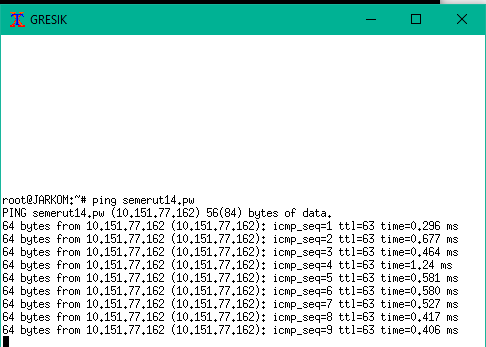 GRESIK
root@JARKOM:~# ping semerut14.pw
PING semerut14.pw (10.151.77.162) 56(84) bytes of data.
64 bytes from 10.151.77.162 (10.151.77.162): icmp_seq=1 ttl=63 time=0.296 ms
64 bytes from 10.151.77.162 (10.151.77.162): icmp_seq=2 ttl=63 time=0.677 ms
64 bytes from 10.151.77.162 (10.151.77.162): icmp_seq=3 ttl=63 time=0.464 ms
64 bytes from 10.151.77.162 (10.151.77.162): icmp_seq=4 ttl=63 time=1.24 ms
64 bytes from 10.151.77.162 (10.151.77.162): icmp_seq=5 ttl=63 time=0.581 ms
64 bytes from 10.151.77.162 (10.151.77.162): icmp_seq=6 ttl=63 time=0.580 ms
64 bytes from 10.151.77.162 (10.151.77.162): icmp_seq=7 ttl=63 time=0.527 ms
64 bytes from 10.151.77.162 (10.151.77.162): icmp_seq=8 ttl=63 time=0.417 ms
64 bytes from 10.151.77.162 (10.151.77.162): icmp_seq=9 ttl=63 time=0.406 ms